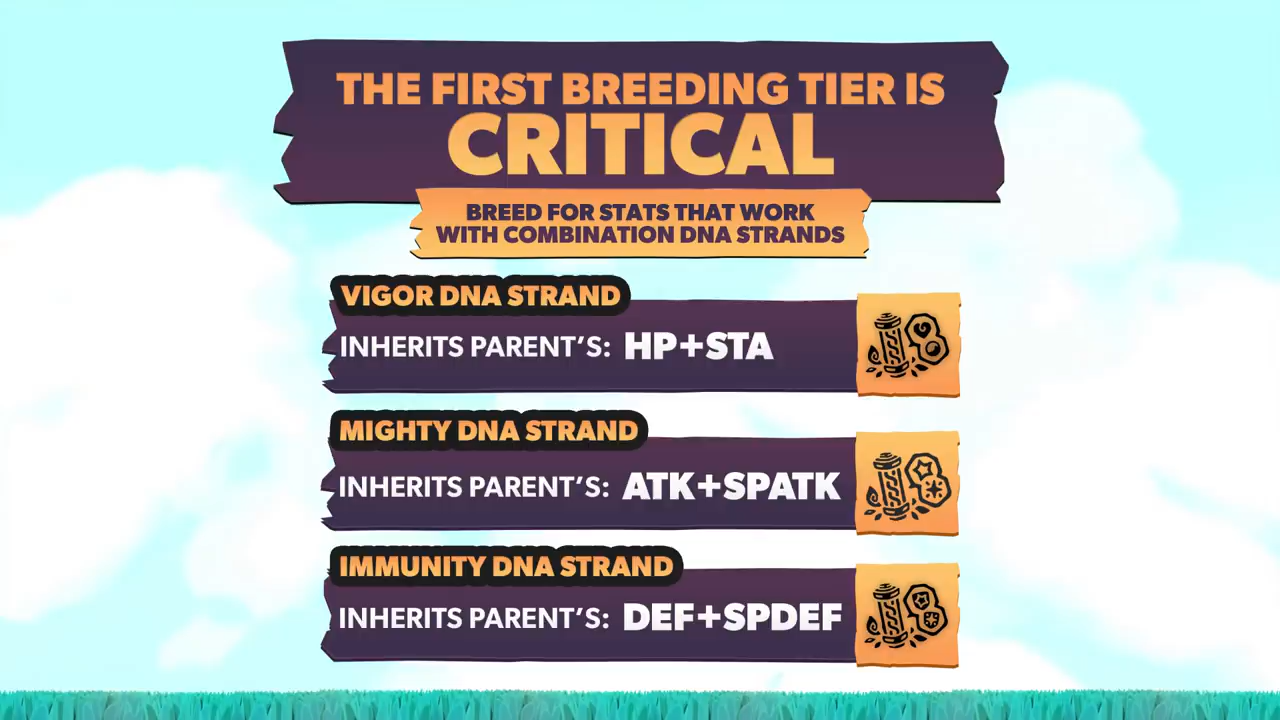 THE FIRST BREEDING TIER IS
CRITICAL
BREED FOR STATS THAT WORK
WITH COMBINATION DNA STRANDS
VIGOR DNA STRAND
INHERITS PARENT'S: HP+STA
MIGHTY DNA STRAND
INHERITS PARENT'S: ATK+SPATK
IMMUNITY DNA STRAND
INHERITS PARENT'S: DEF+SPDEF